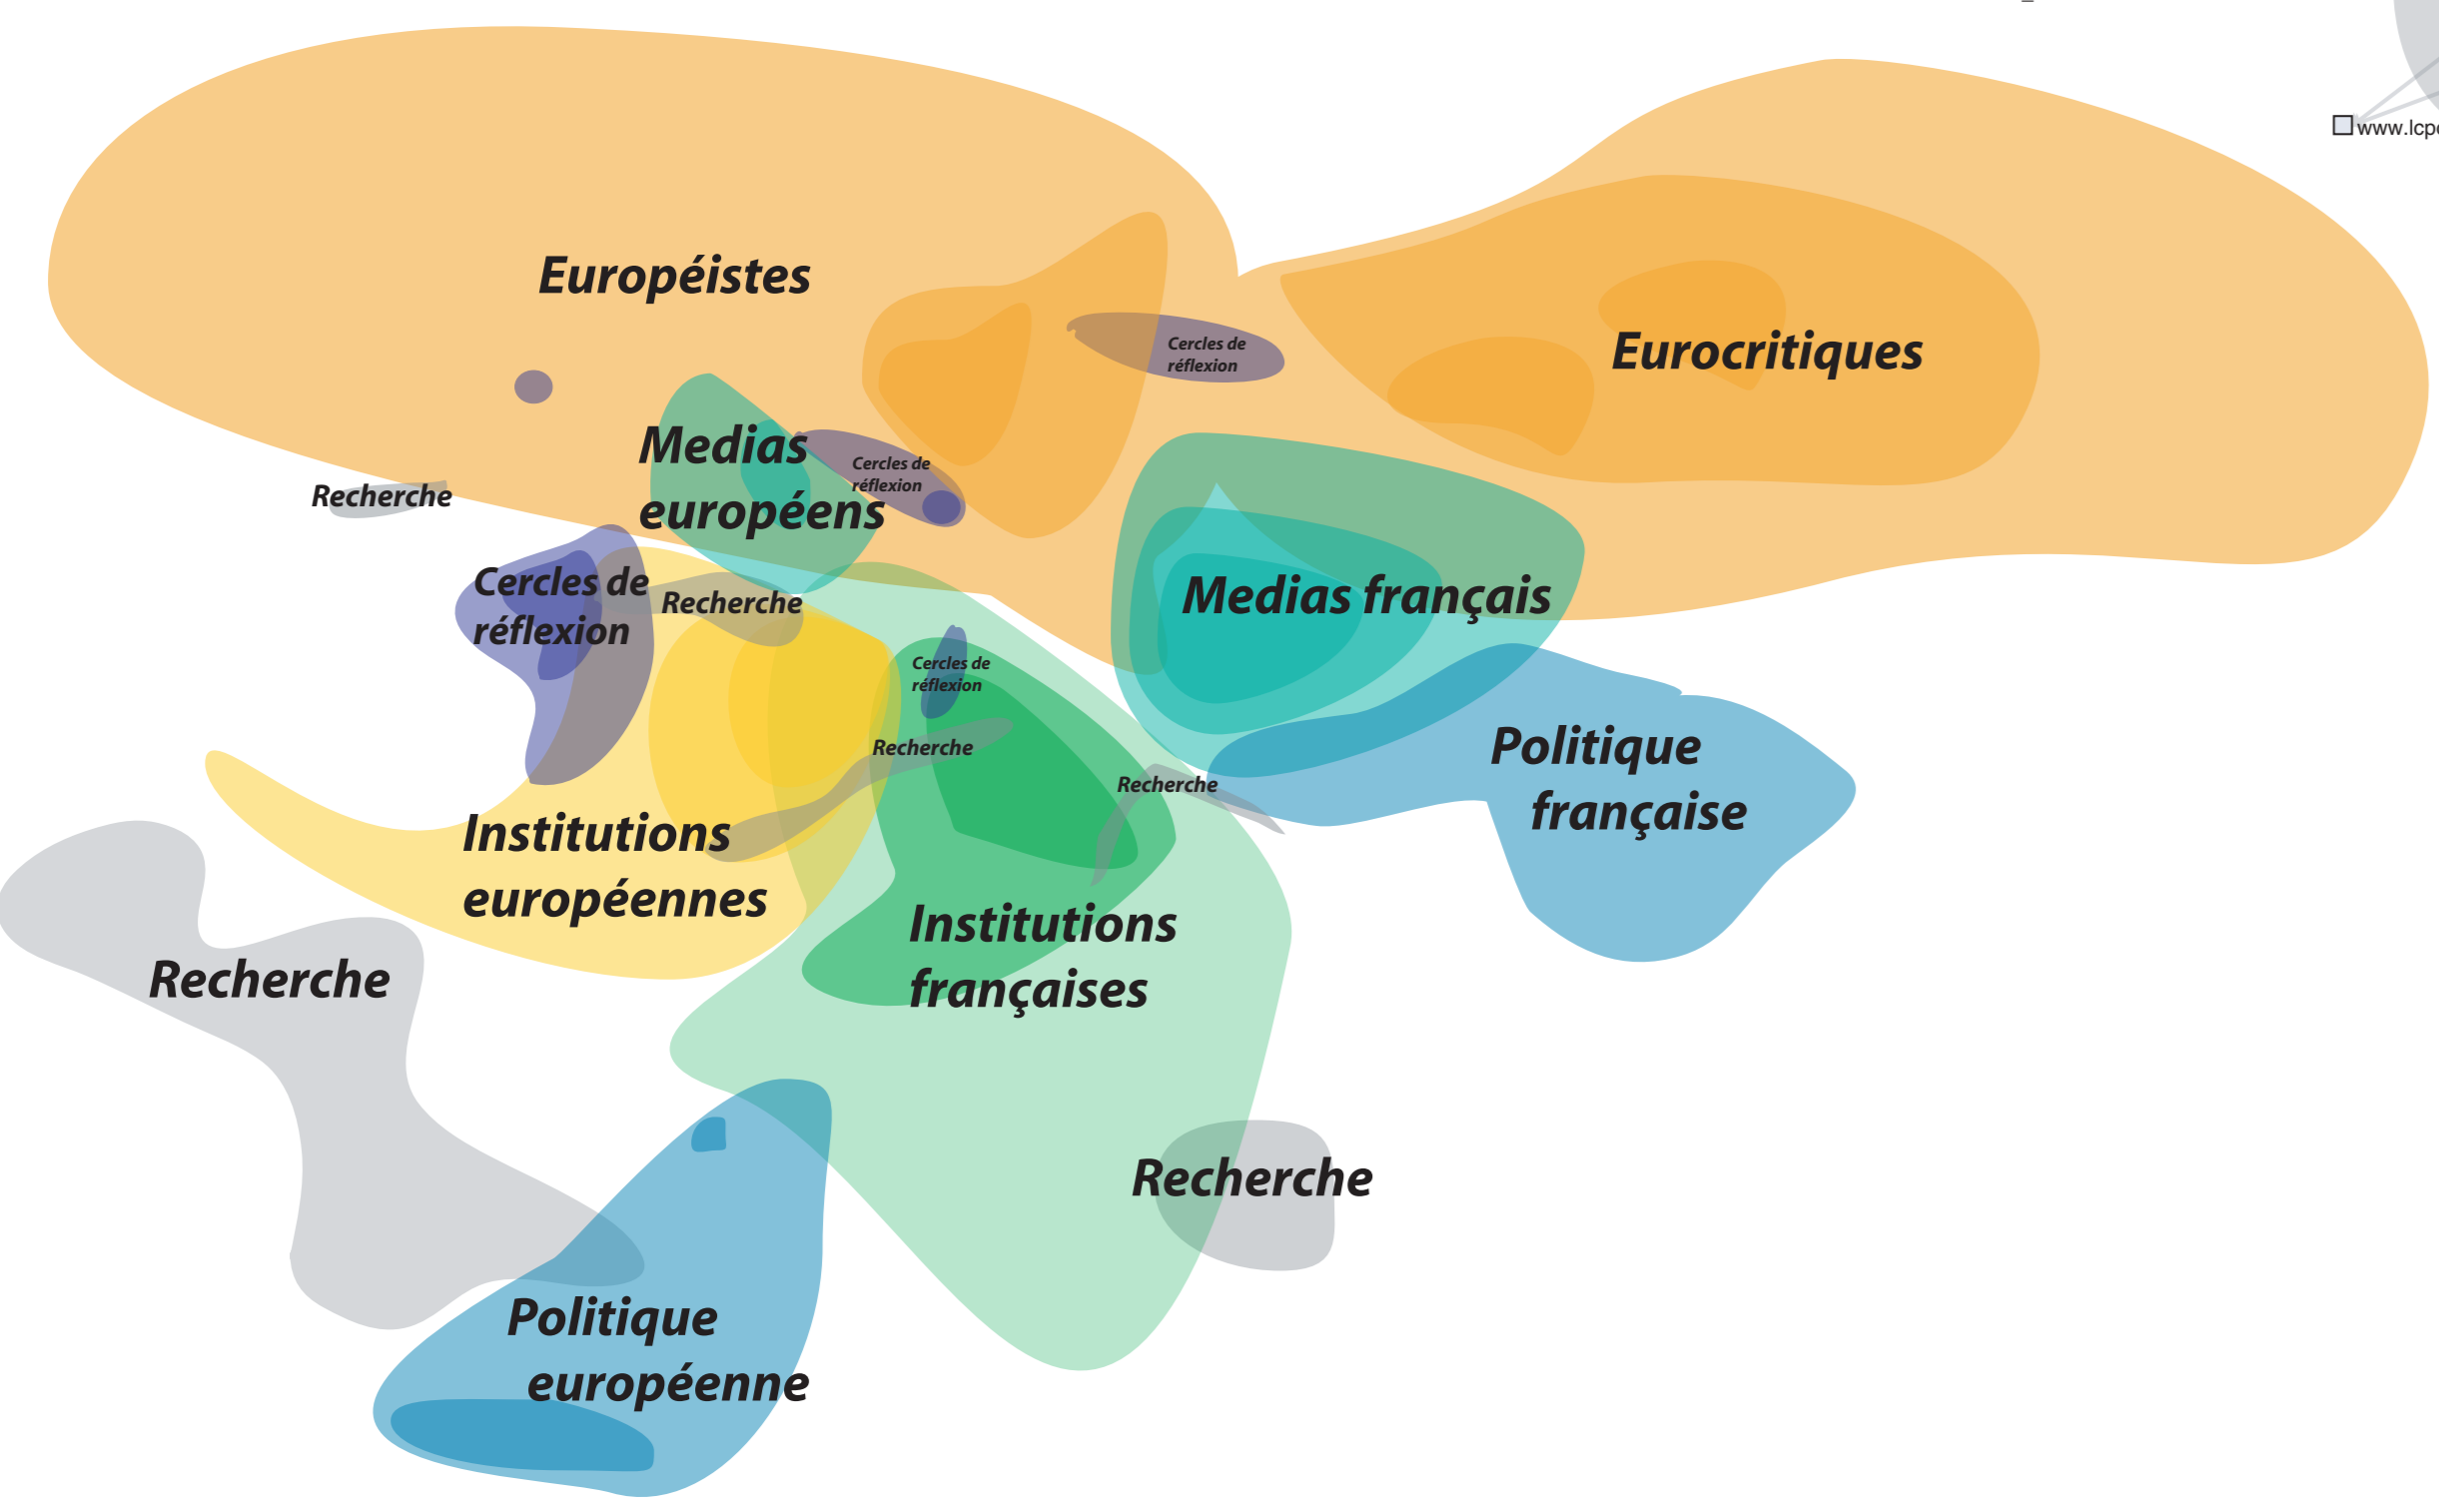 www.lcp
Européistes
Eurocritiques
Cercles de
réflexion
Medias
européens
Cercles de
réflexion
Recherche
Cercles de
réflexion
Recherche
Medias français
Cercles de
réflexion
Recherche
Recherche
Politique
française
Institutions
européennes
Institutions
françaises
Recherche
Recherche
Politique
européenne